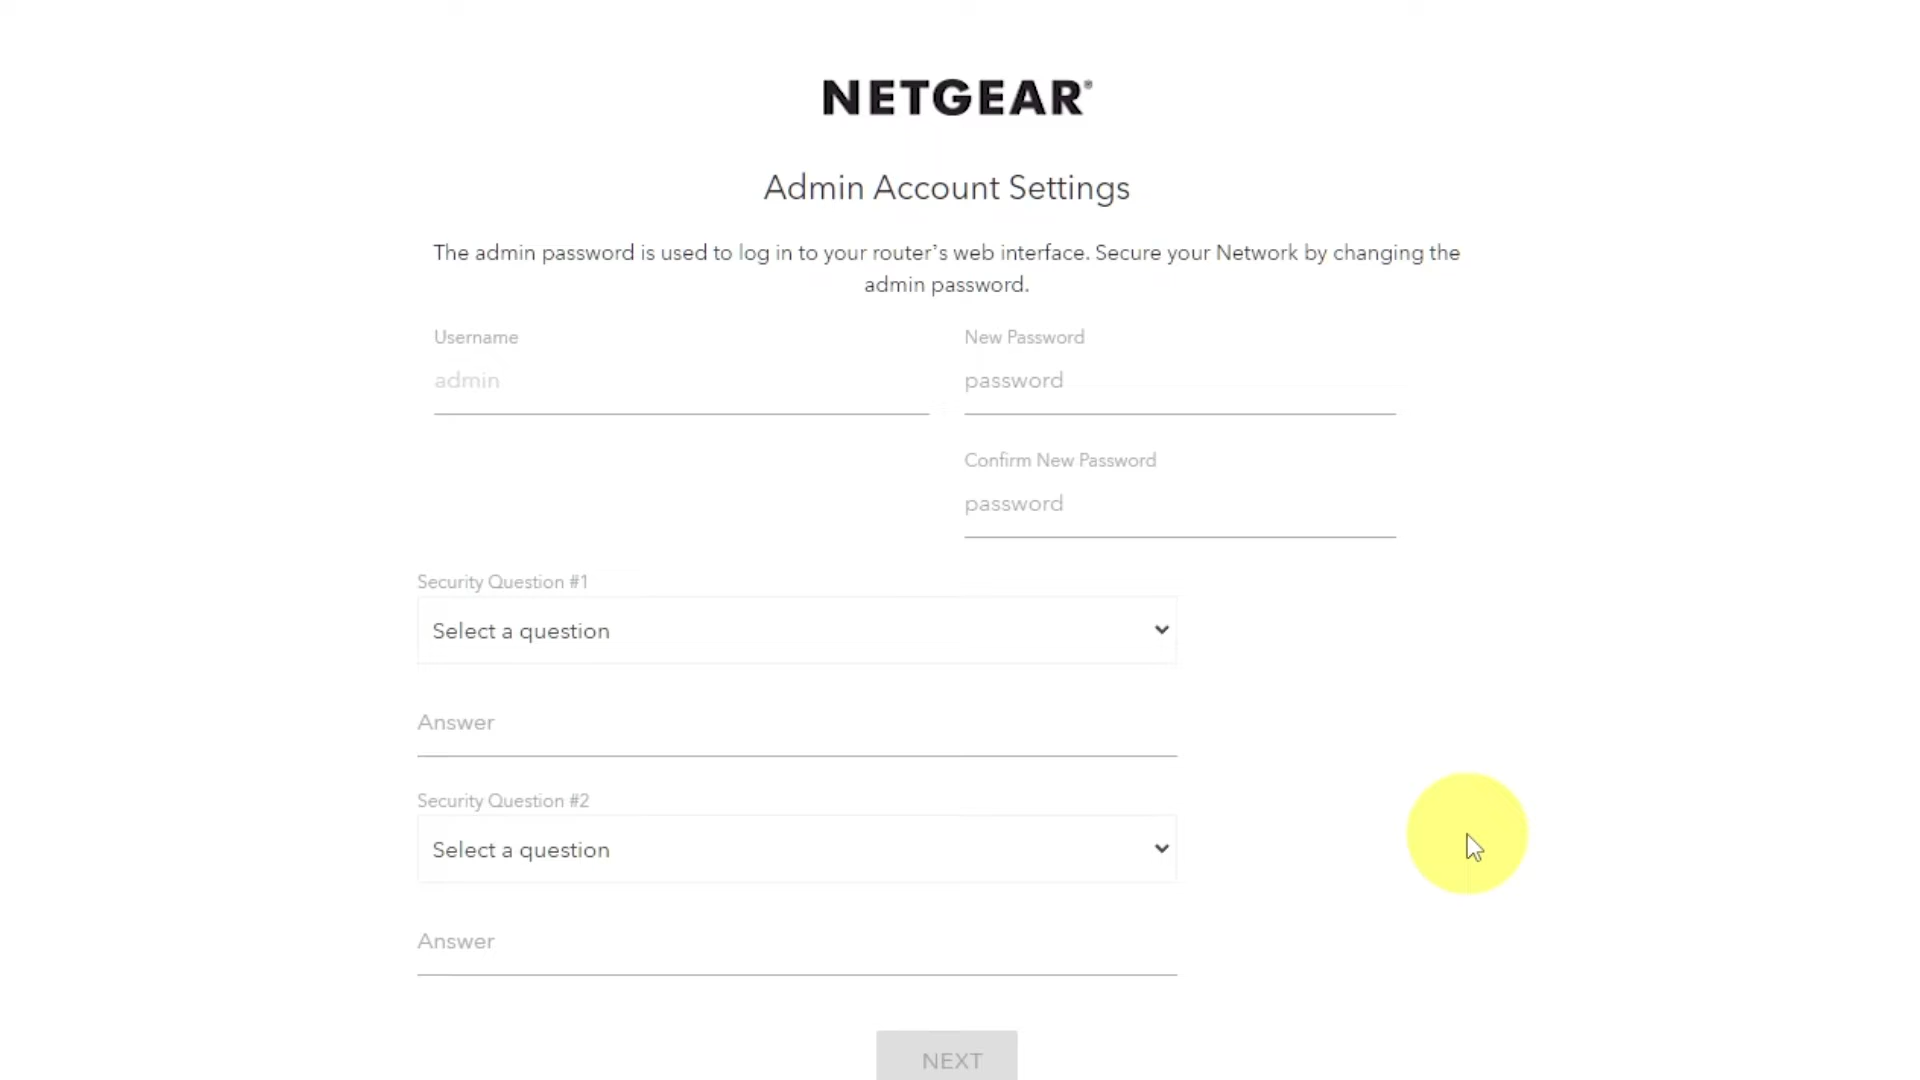 NETGEAR®
Admin Account Settings
The admin password is used to log in to your router’s web interface. Secure your Network by changing the
admin password.
Username
New Password
admin
password
Confirm New Password
password
Security Question #1
Select a question
Answer
Security Question #2
Select a question
Answer
NEXT